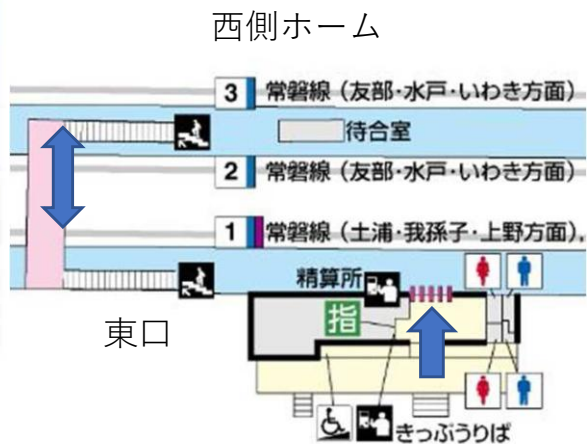 西側ホーム
3 常磐線（友部・水戸・いわき方面）
待合室
2 常磐線（友部・水戸・いわき方面）
1 常磐線（土浦・我孫子・上野方面）.
精算所
指
東口
きっぷうりば